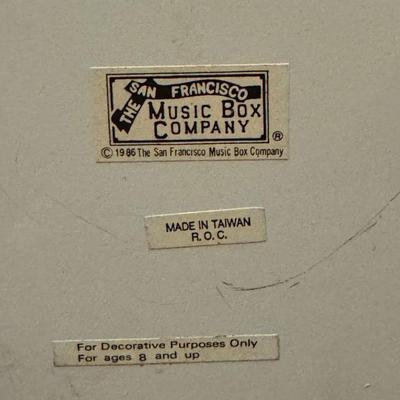 THE SAN FRANCISCO
MUSIC BOX
COMPANY ®
© 1986 The San Francisco Music Box Company
MADE IN TAIWAN
R. O. C.
For Decorative Purposes Only
For ages 8 and up